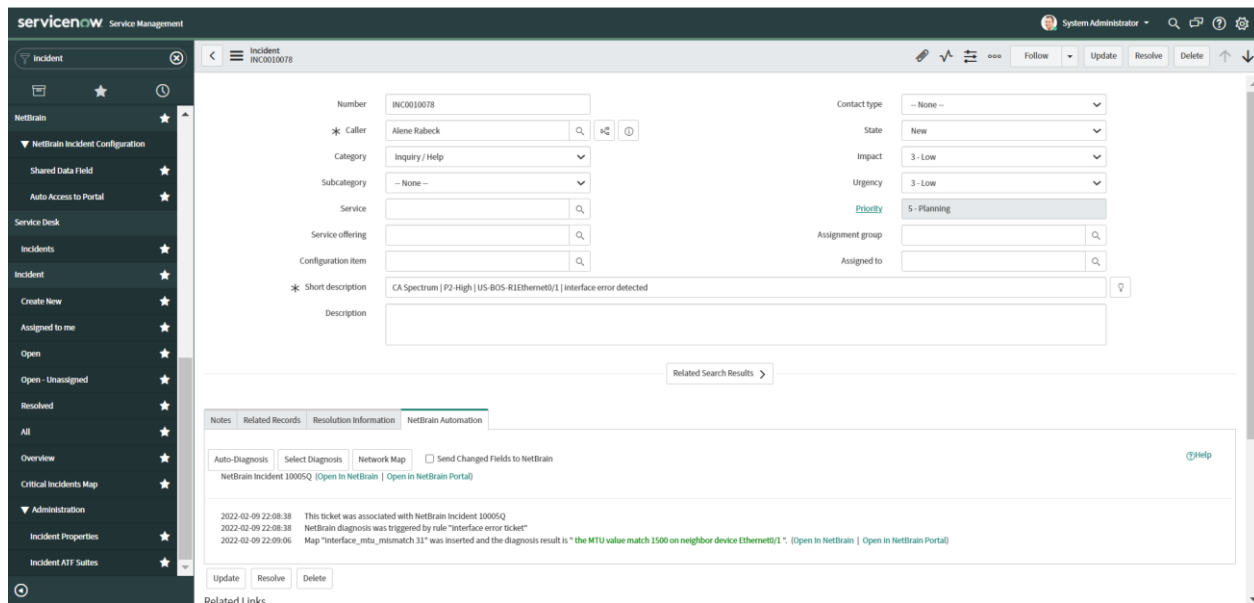 servicenow Service Management
System Administrator
Incident
Incident
INC0010078
Follow
Update
Resolve
Delete
NetBrain
NetBrain Incident Configuration
Shared Data Field
Auto Access to Portal
Service Desk
Incidents
Incident
Create New
Assigned to me
Open
Open - Unassigned
Resolved
All
Overview
Critical Incidents Map
Administration
Incident Properties
Incident ATF Suites
Number
INC0010078
Caller
Alene Rabeck
Category
Inquiry / Help
Subcategory
-- None --
Service
Service offering
Configuration item
Contact type
-- None --
State
New
Impact
3 - Low
Urgency
3 - Low
Priority
5 - Planning
Assignment group
Assigned to
Short description
CA Spectrum | P2-High | US-BOS-R1Ethernet0/1 | interface error detected
Description
Related Search Results
Notes
Related Records
Resolution Information
NetBrain Automation
Auto-Diagnosis
Select Diagnosis
Network Map
Send Changed Fields to NetBrain
Help
NetBrain Incident 10005Q (Open In NetBrain | Open in NetBrain Portal)
2022-02-09 22:08:38 This ticket was associated with NetBrain Incident 10005Q
2022-02-09 22:08:38 NetBrain diagnosis was triggered by rule "interface error ticket"
2022-02-09 22:09:06 Map "Interface_mtu_mismatch 31" was inserted and the diagnosis result is " the MTU value match 1500 on neighbor device Ethernet0/1 ". (Open In NetBrain | Open in NetBrain Portal)
Update
Resolve
Delete
Related Links